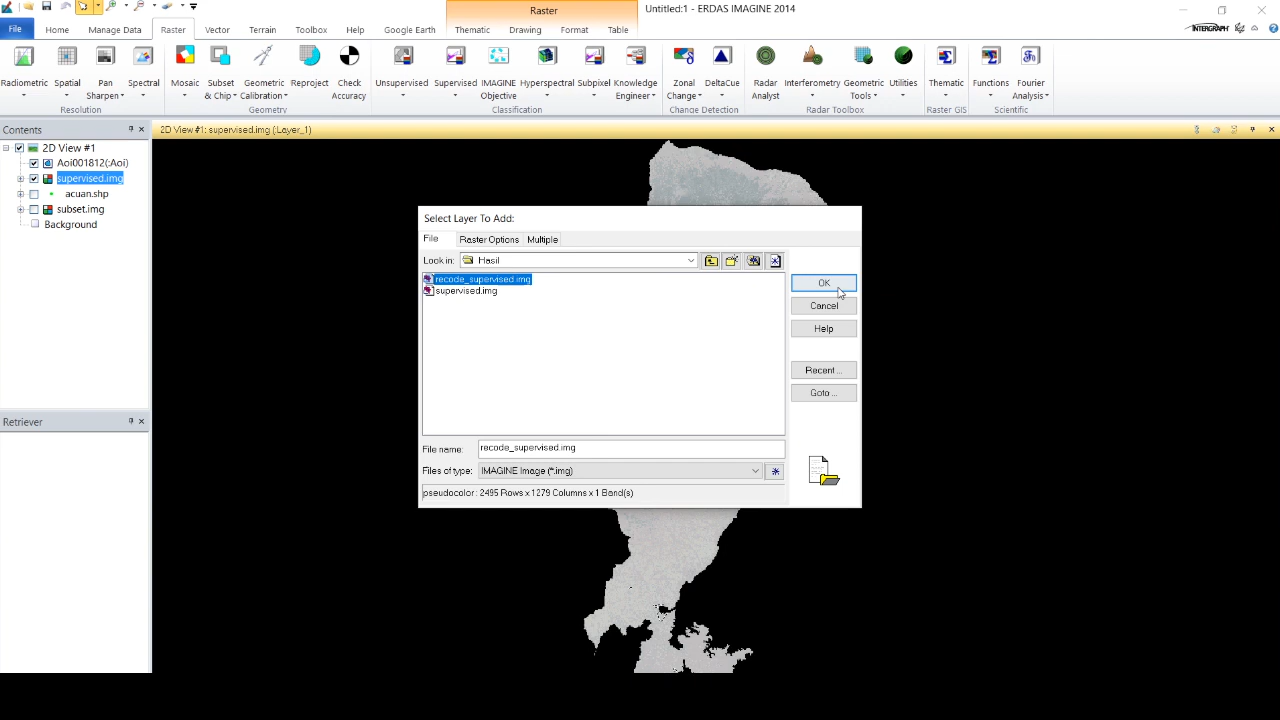 Raster
Untitled:1 - ERDAS IMAGINE 2014
File Home Manage Data Raster Vector Terrain Toolbox Help Google Earth Thematic Drawing Format Table
INTERGRAPH
Radiometric Spatial Pan Sharpen Spectral
Resolution
Mosaic Subset & Chip Geometric Calibration Reproject Check Accuracy
Geometry
Unsupervised Supervised IMAGINE Objective Hyperspectral Subpixel Knowledge Engineer
Classification
Zonal Change DeltaCue
Change Detection
Radar Analyst Interferometry Geometric Tools Utilities
Radar Toolbox
Thematic
Raster GIS
Functions Fourier Analysis
Scientific
Contents
2D View #1: supervised.img (:Layer_1)
2D View #1
Aoi001812(:Aoi)
supervised.img
acuan.shp
subset.img
Background
Retriever
Select Layer To Add:
File Raster Options Multiple
Look in: Hasil
recode_supervised.img
supervised.img
OK
Cancel
Help
Recent ...
Goto ...
File name: recode_supervised.img
Files of type: IMAGINE Image (*.img)
pseudocolor : 2495 Rows x 1279 Columns x 1 Band(s)